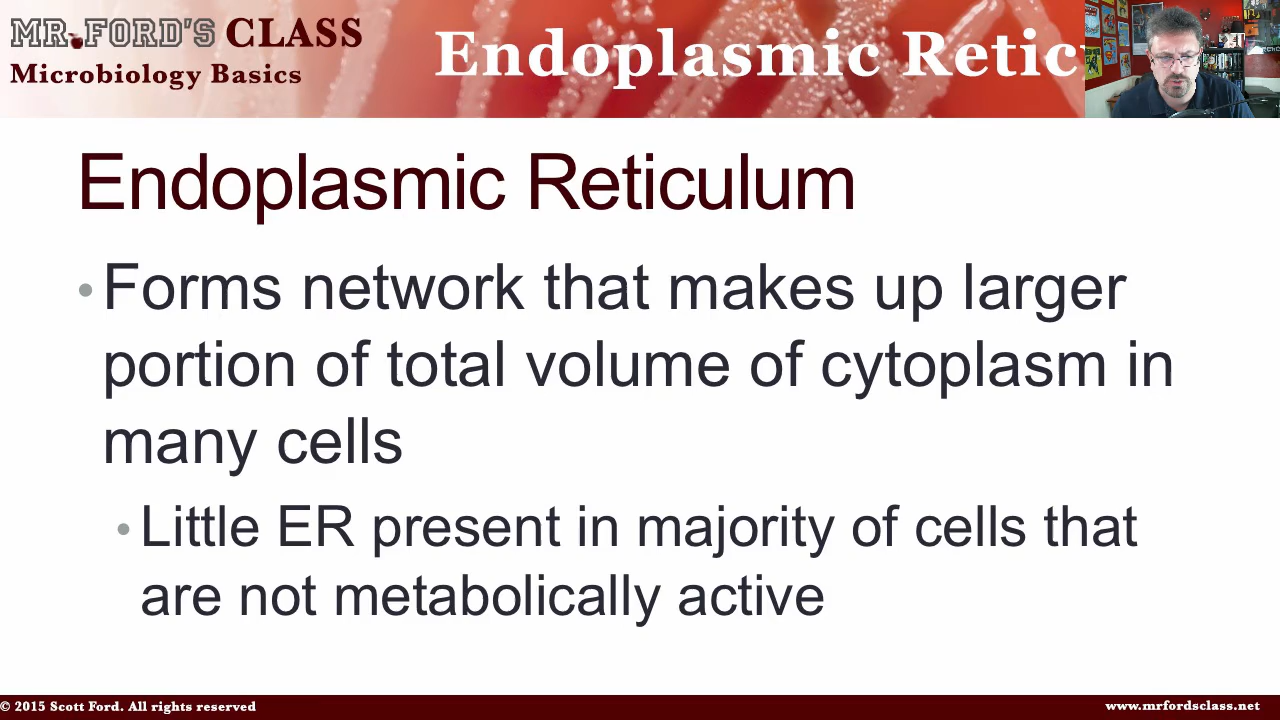 MR. FORD'S CLASS
Microbiology Basics
Endoplasmic Retic
Endoplasmic Reticulum
• Forms network that makes up larger
portion of total volume of cytoplasm in
many cells
• Little ER present in majority of cells that
are not metabolically active
© 2015 Scott Ford. All rights reserved
www.mrfordsclass.net